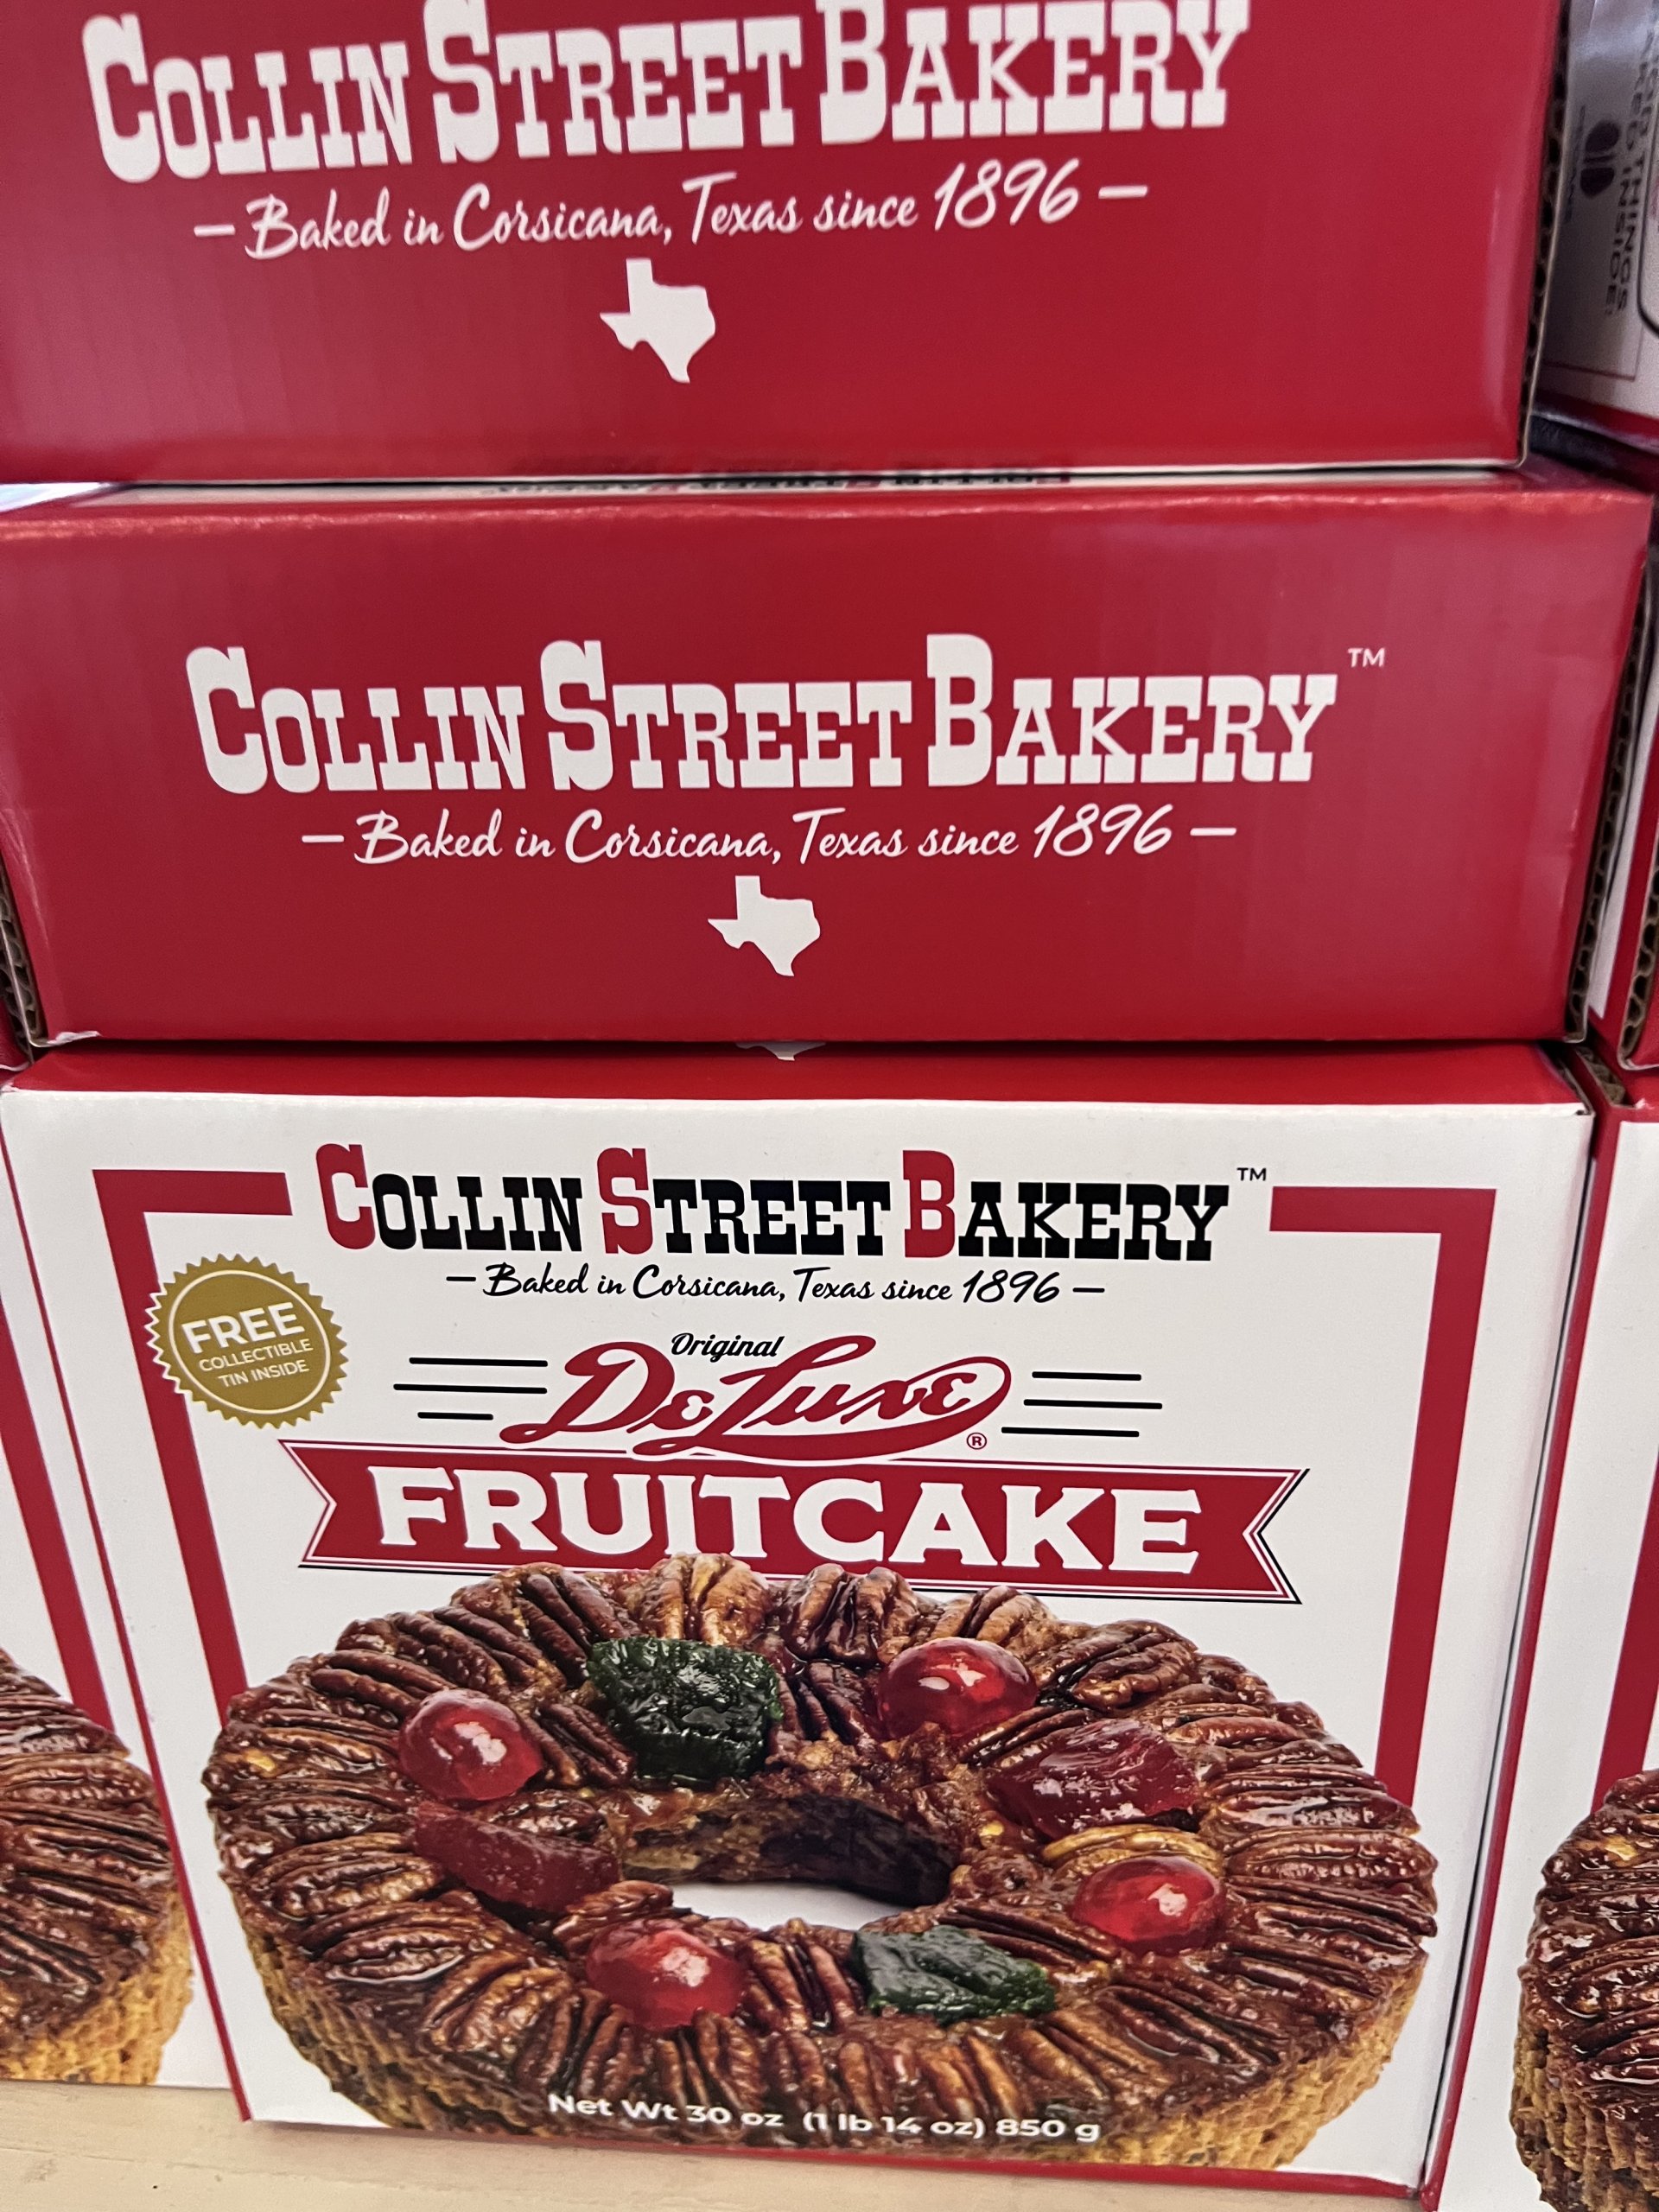 COLLIN STREET BAKERY
– Baked in Corsicana, Texas since 1896 –
COLLIN STREET BAKERY™
– Baked in Corsicana, Texas since 1896 –
COLLIN STREET BAKERY™
– Baked in Corsicana, Texas since 1896 –
FREE
COLLECTIBLE
TIN INSIDE
Original
DeLuxe®
FRUITCAKE
Net Wt 30 oz (1 lb 14 oz) 850 g